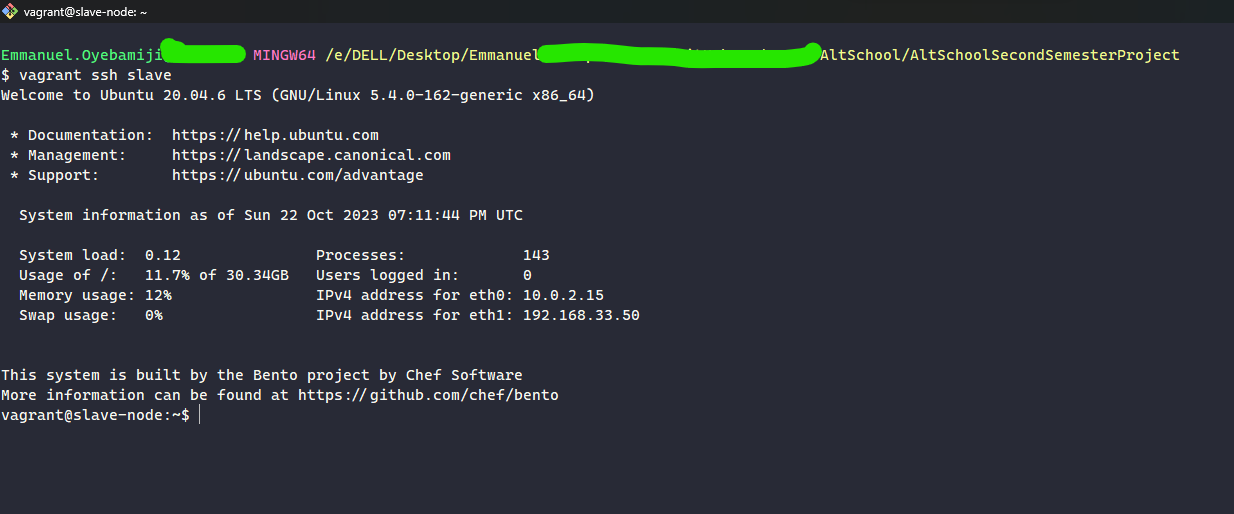 vagrant@slave-node: ~
Emmanuel.Oyebamiji MINGW64 /e/DELL/Desktop/Emmanuel AltSchool/AltSchoolSecondSemesterProject
$ vagrant ssh slave
Welcome to Ubuntu 20.04.6 LTS (GNU/Linux 5.4.0-162-generic x86_64)
* Documentation: https://help.ubuntu.com
* Management: https://landscape.canonical.com
* Support: https://ubuntu.com/advantage
System information as of Sun 22 Oct 2023 07:11:44 PM UTC
System load: 0.12 Processes: 143
Usage of /: 11.7% of 30.34GB Users logged in: 0
Memory usage: 12% IPv4 address for eth0: 10.0.2.15
Swap usage: 0% IPv4 address for eth1: 192.168.33.50
This system is built by the Bento project by Chef Software
More information can be found at https://github.com/chef/bento
vagrant@slave-node:~$